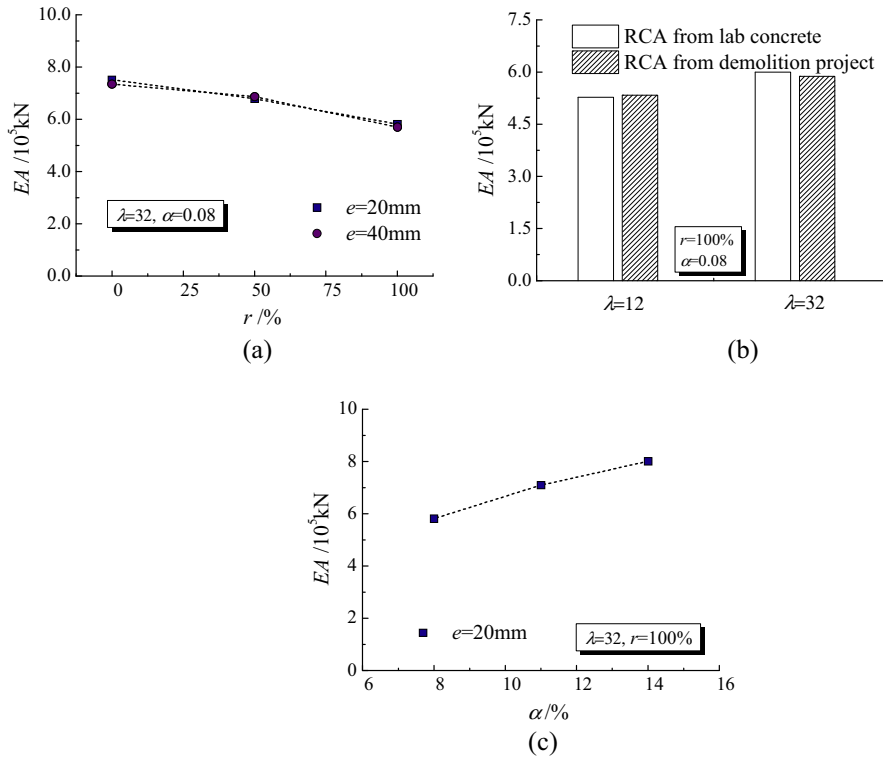 10.0
8.0
6.0
4.0
2.0
0.0
EA /10⁵kN
λ=32, α=0.08
e=20mm
e=40mm
0 25 50 75 100
r /%
(a)
7.5
6.0
4.5
3.0
1.5
0.0
EA /10⁵kN
RCA from lab concrete
RCA from demolition project
r=100%
α=0.08
λ=12 λ=32
(b)
10
8
6
4
2
0
EA /10⁵kN
e=20mm
λ=32, r=100%
6 8 10 12 14 16
α/%
(c)